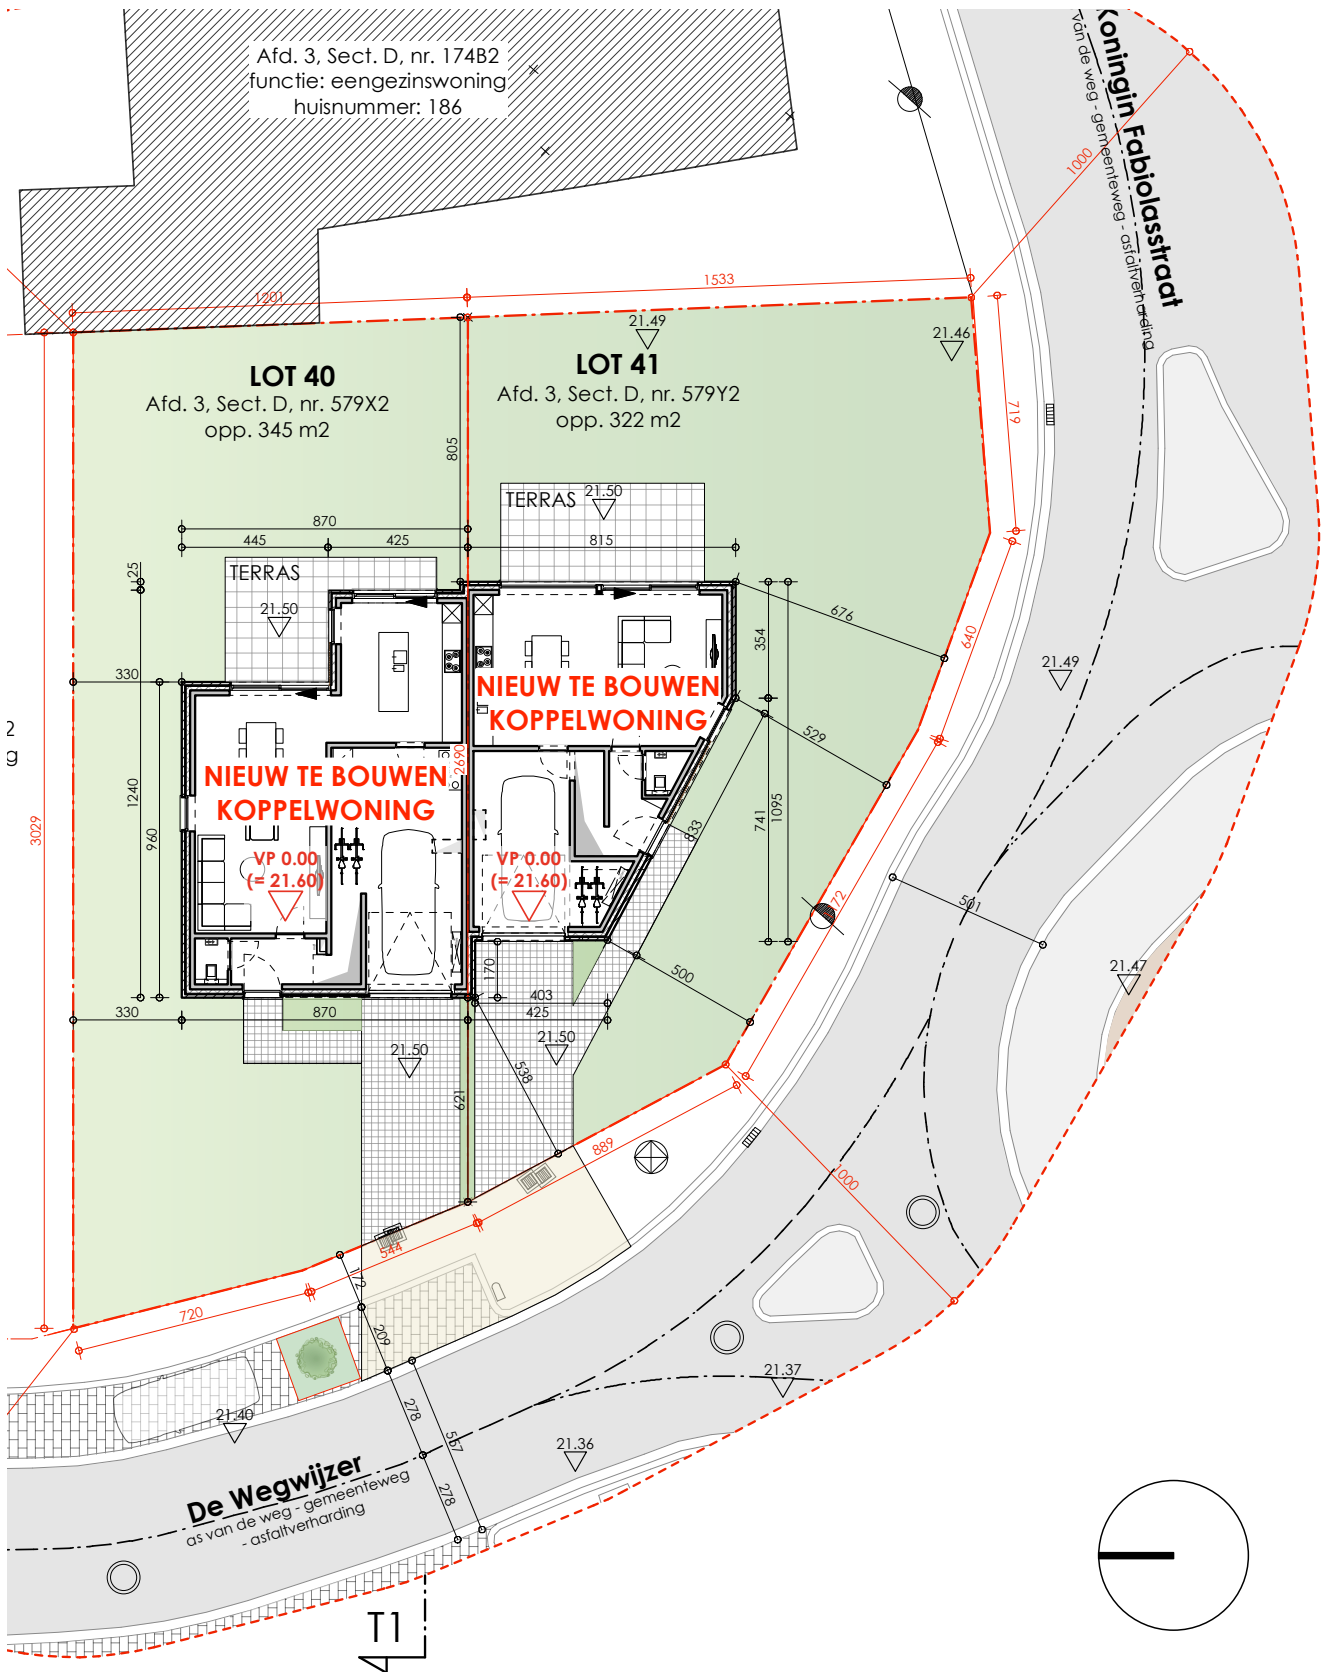 Afd. 3, Sect. D, nr. 174B2
functie: eengezinswoning
huisnummer: 186
Koningin Fabiolasstraat
van de weg - gemeenteweg - asfaltverharding
1000
1201
1533
21.49
21.46
LOT 40
Afd. 3, Sect. D, nr. 579X2
opp. 345 m2
LOT 41
Afd. 3, Sect. D, nr. 579Y2
opp. 322 m2
719
805
TERRAS
21.50
870
445
425
815
25
TERRAS
21.50
676
354
640
21.49
330
NIEUW TE BOUWEN
KOPPELWONING
529
2
g
2690
NIEUW TE BOUWEN
KOPPELWONING
1240
960
3029
741
1095
833
VP 0.00
(= 21.60)
VP 0.00
(= 21.60)
501
21.47
170
500
403
425
330
870
21.50
21.50
538
621
889
1000
544
172
720
209
21.37
278
557
21.40
21.36
278
De Wegwijzer
as van de weg - gemeenteweg
- asfaltverharding
T1